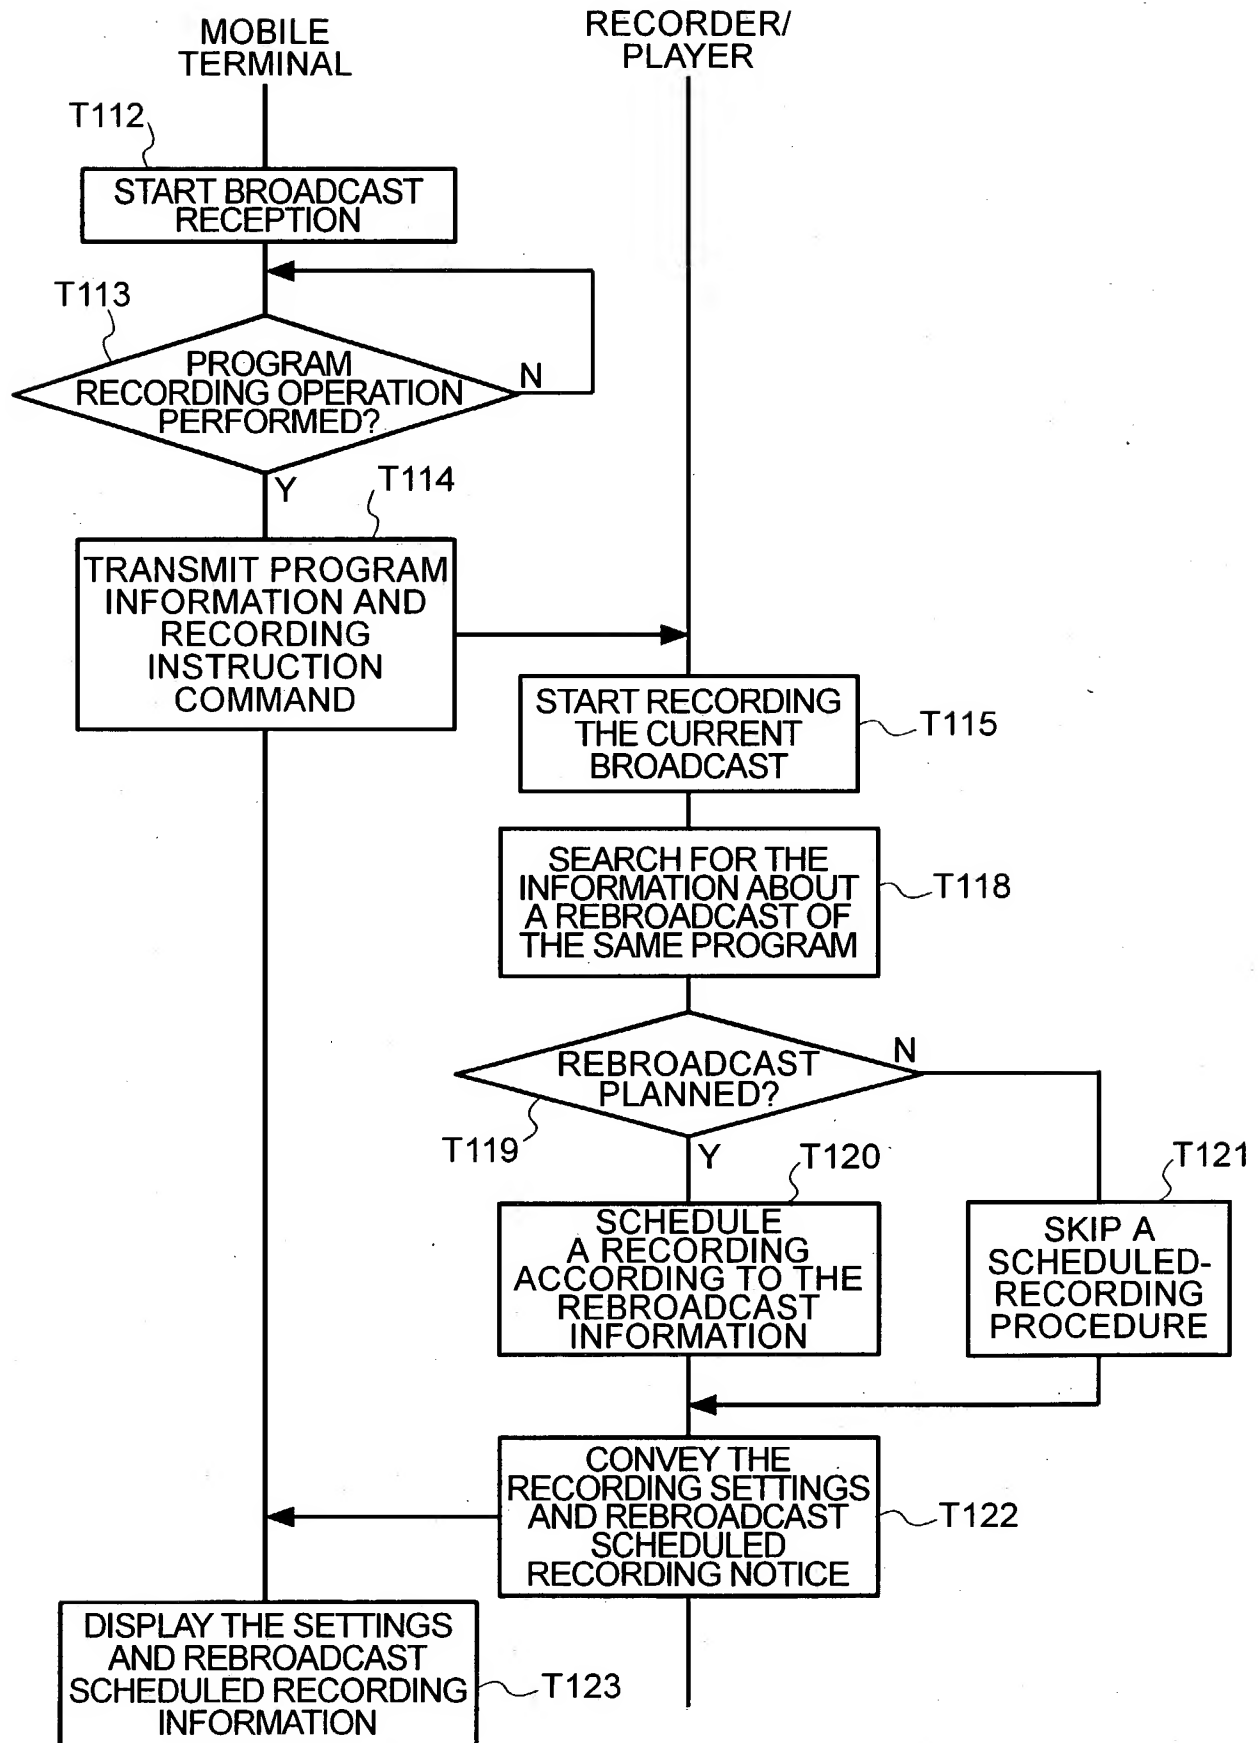 MOBILE
TERMINAL
RECORDER/
PLAYER
T112
START BROADCAST
RECEPTION
T113
PROGRAM
RECORDING OPERATION
PERFORMED?
N
Y
T114
TRANSMIT PROGRAM
INFORMATION AND
RECORDING
INSTRUCTION
COMMAND
START RECORDING
THE CURRENT
BROADCAST
T115
SEARCH FOR THE
INFORMATION ABOUT
A REBROADCAST OF
THE SAME PROGRAM
T118
REBROADCAST
PLANNED?
N
T119
Y
T120
T121
SCHEDULE
A RECORDING
ACCORDING TO THE
REBROADCAST
INFORMATION
SKIP A
SCHEDULED-
RECORDING
PROCEDURE
CONVEY THE
RECORDING SETTINGS
AND REBROADCAST
SCHEDULED
RECORDING NOTICE
T122
DISPLAY THE SETTINGS
AND REBROADCAST
SCHEDULED RECORDING
INFORMATION
T123